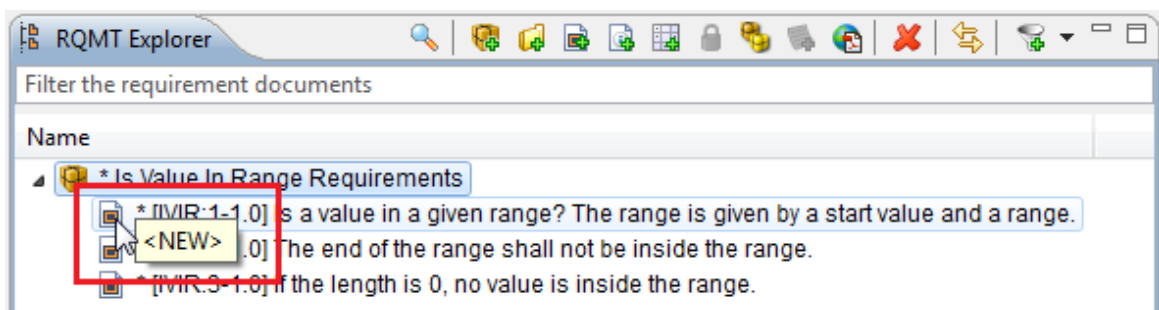 RQMT Explorer
Filter the requirement documents
Name
* Is Value In Range Requirements
* [IVIR:1-1.0] Is a value in a given range? The range is given by a start value and a range.
<NEW>
.0] The end of the range shall not be inside the range.
* [IVIR:3-1.0] If the length is 0, no value is inside the range.